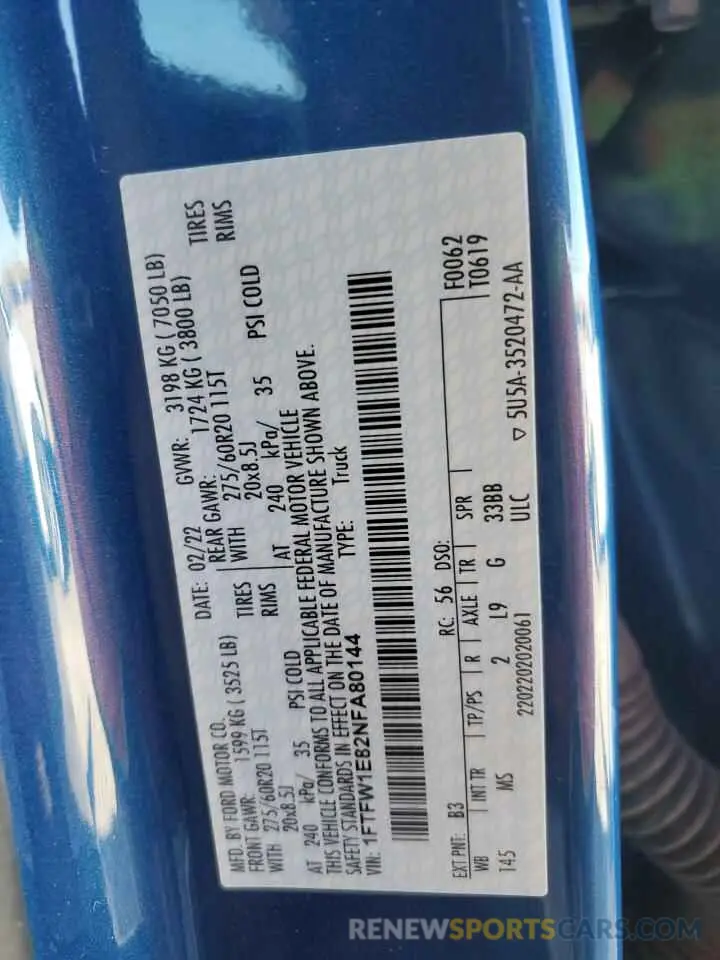 MFD. BY FORD MOTOR CO.
DATE: 02/22 GVWR: 3198 KG ( 7050 LB)
FRONT GAWR: 1599 KG ( 3525 LB) REAR GAWR: 1724 KG ( 3800 LB)
WITH 275/60R20 115T TIRES WITH 275/60R20 115T TIRES
20x8.5J RIMS 20x8.5J RIMS
AT 240 kPa/ 35 PSI COLD AT 240 kPa/ 35 PSI COLD
THIS VEHICLE CONFORMS TO ALL APPLICABLE FEDERAL MOTOR VEHICLE
SAFETY STANDARDS IN EFFECT ON THE DATE OF MANUFACTURE SHOWN ABOVE.
VIN: 1FTFW1E82NFA80144 TYPE: Truck
F0062
EXT PNT: B3 RC: 56 DSO: T0619
WB INT TR TP/PS R AXLE TR SPR
145 MS 2 L9 G 33BB
2202202020061 ULC ▽ 5U5A-3520472-AA
RENEWSPORTSCARS.COM